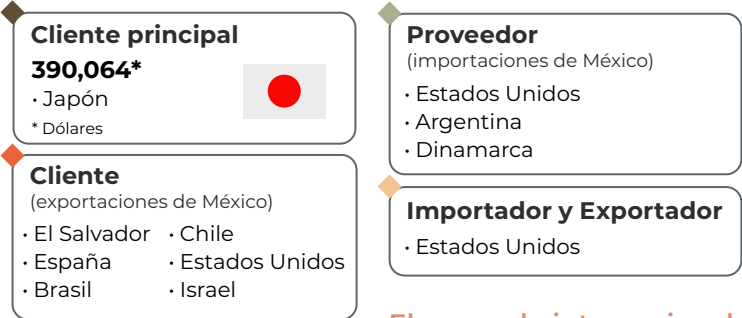 Cliente principal
390,064*
• Japón
* Dólares
Cliente
(exportaciones de México)
• El Salvador • Chile
• España • Estados Unidos
• Brasil • Israel
Proveedor
(importaciones de México)
• Estados Unidos
• Argentina
• Dinamarca
Importador y Exportador
• Estados Unidos